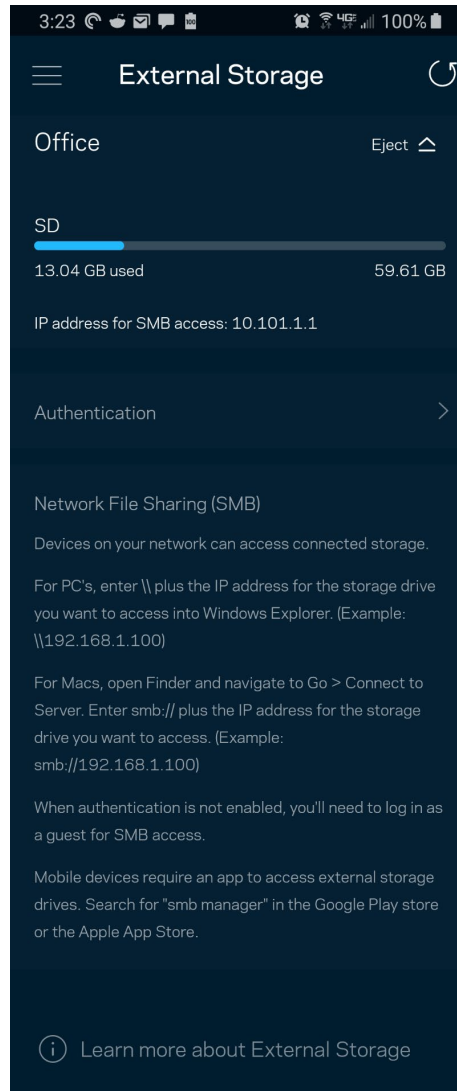 3:23 100%
External Storage
Office Eject
SD
13.04 GB used 59.61 GB
IP address for SMB access: 10.101.1.1
Authentication
Network File Sharing (SMB)
Devices on your network can access connected storage.
For PC's, enter \\ plus the IP address for the storage drive
you want to access into Windows Explorer. (Example:
\\192.168.1.100)
For Macs, open Finder and navigate to Go > Connect to
Server. Enter smb:// plus the IP address for the storage
drive you want to access. (Example:
smb://192.168.1.100)
When authentication is not enabled, you'll need to log in as
a guest for SMB access.
Mobile devices require an app to access external storage
drives. Search for "smb manager" in the Google Play store
or the Apple App Store.
Learn more about External Storage